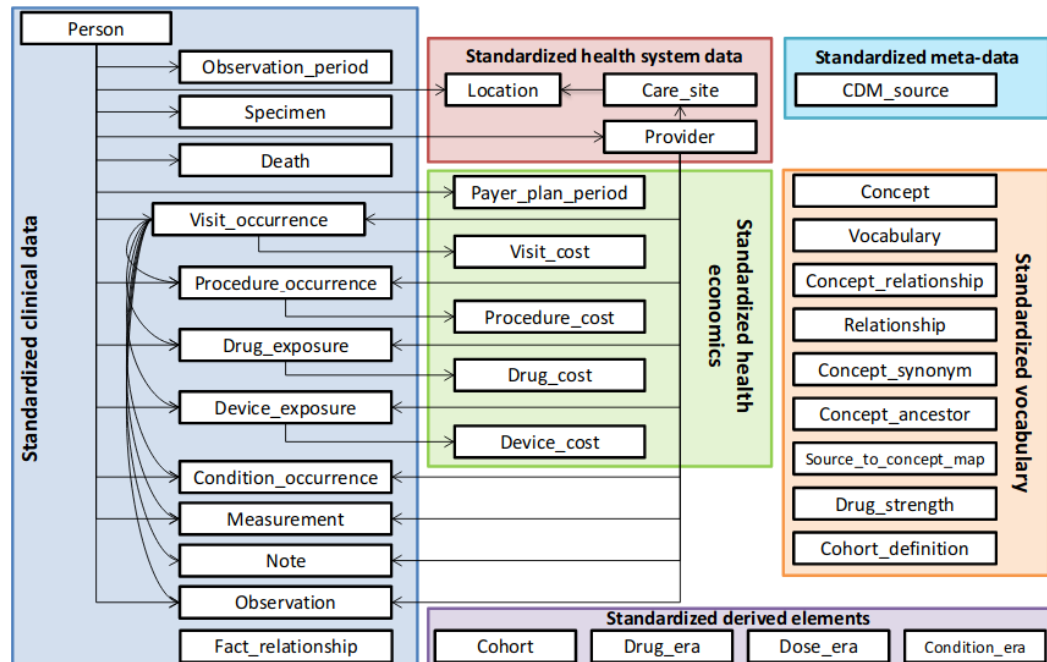 Person
Observation_period
Specimen
Death
Visit_occurrence
Procedure_occurrence
Drug_exposure
Device_exposure
Condition_occurrence
Measurement
Note
Observation
Fact_relationship
Standardized clinical data
Standardized health system data
Location
Care_site
Provider
Payer_plan_period
Visit_cost
Procedure_cost
Drug_cost
Device_cost
Standardized health
economics
Standardized meta-data
CDM_source
Concept
Vocabulary
Concept_relationship
Relationship
Concept_synonym
Concept_ancestor
Source_to_concept_map
Drug_strength
Cohort_definition
Standardized vocabulary
Standardized derived elements
Cohort
Drug_era
Dose_era
Condition_era